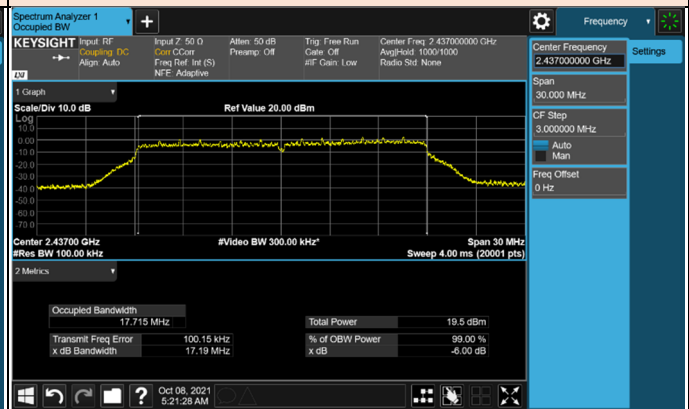 Spectrum Analyzer 1
Occupied BW
Frequency
KEYSIGHT
Input: RF
Coupling: DC
Align: Auto
Input Z: 50 Ω
Corr CCorr
Freq Ref: Int (S)
NFE: Adaptive
Atten: 50 dB
Preamp: Off
Trig: Free Run
Gate: Off
#IF Gain: Low
Center Freq: 2.437000000 GHz
Avg|Hold: 1000/1000
Radio Std: None
Center Frequency
2.437000000 GHz
Settings
Span
30.000 MHz
CF Step
3.000000 MHz
Auto
Man
Freq Offset
0 Hz
1 Graph
Scale/Div 10.0 dB
Ref Value 20.00 dBm
Log
10.0
0.00
-10.0
-20.0
-30.0
-40.0
-50.0
-60.0
-70.0
Center 2.43700 GHz
#Video BW 300.00 kHz*
Span 30 MHz
#Res BW 100.00 kHz
Sweep 4.00 ms (20001 pts)
2 Metrics
Occupied Bandwidth
17.715 MHz
Total Power
19.5 dBm
Transmit Freq Error
100.15 kHz
% of OBW Power
99.00 %
x dB Bandwidth
17.19 MHz
x dB
-6.00 dB
Oct 08, 2021
5:21:28 AM